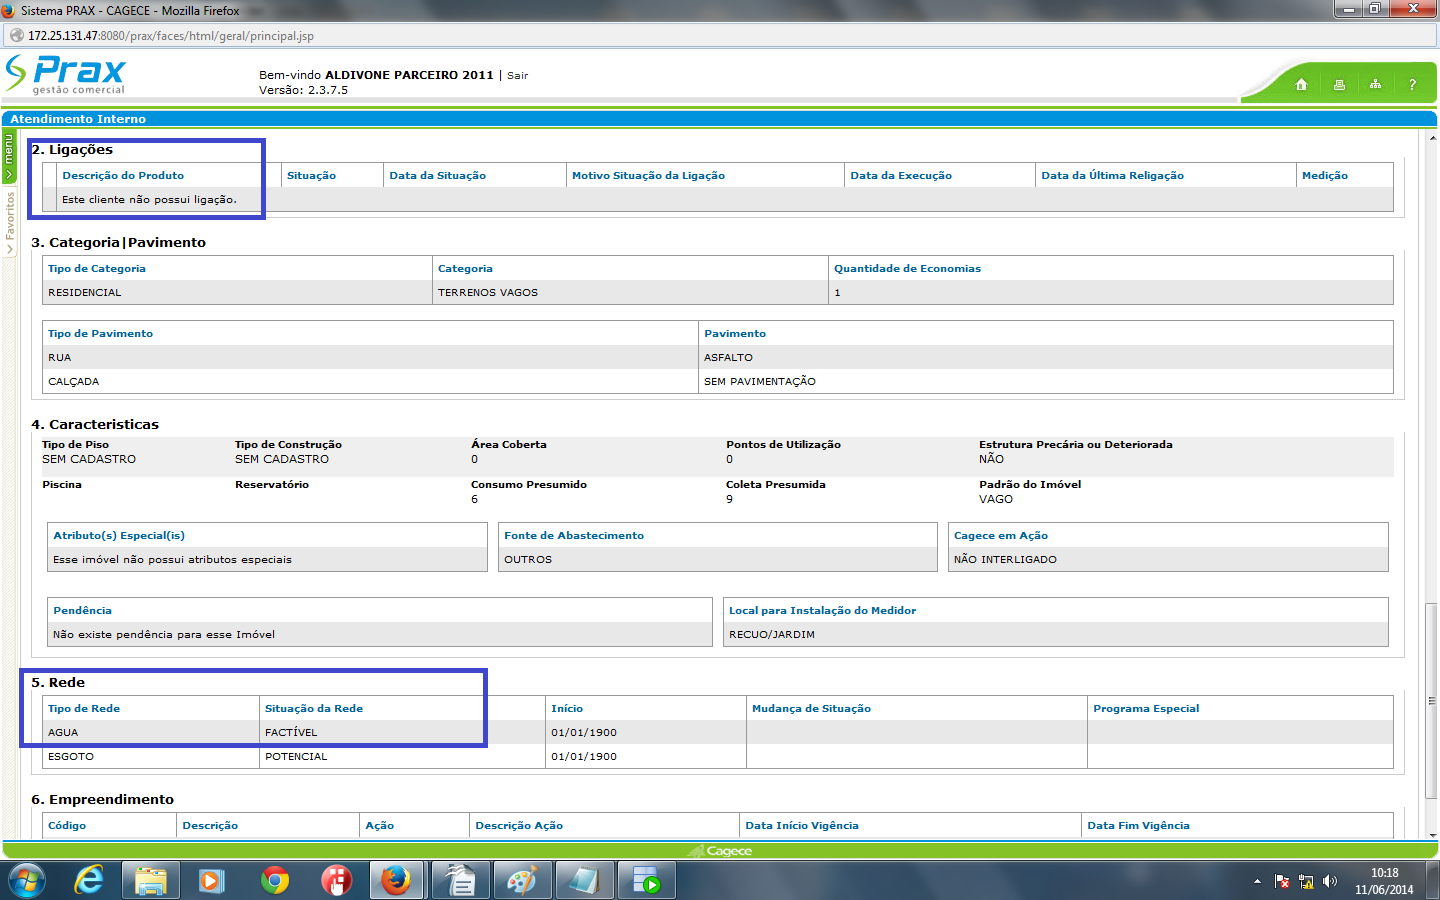 Sistema PRAX - CAGECE - Mozilla Firefox
172.25.131.47:8080/prax/faces/html/geral/principal.jsp
Prax
gestão comercial
Bem-vindo ALDIVONE PARCEIRO 2011 | Sair
Versão: 2.3.7.5
?
Atendimento Interno
menu
Favoritos
2. Ligações
Descrição do Produto Situação Data da Situação Motivo Situação da Ligação Data da Execução Data da Última Religação Medição
Este cliente não possui ligação.
3. Categoria|Pavimento
Tipo de Categoria Categoria Quantidade de Economias
RESIDENCIAL TERRENOS VAGOS 1
Tipo de Pavimento Pavimento
RUA ASFALTO
CALÇADA SEM PAVIMENTAÇÃO
4. Caracteristicas
Tipo de Piso Tipo de Construção Área Coberta Pontos de Utilização Estrutura Precária ou Deteriorada
SEM CADASTRO SEM CADASTRO 0 0 NÃO
Piscina Reservatório Consumo Presumido Coleta Presumida Padrão do Imóvel
6 9 VAGO
Atributo(s) Especial(is) Fonte de Abastecimento Cagece em Ação
Esse imóvel não possui atributos especiais OUTROS NÃO INTERLIGADO
Pendência Local para Instalação do Medidor
Não existe pendência para esse Imóvel RECUO/JARDIM
5. Rede
Tipo de Rede Situação da Rede Início Mudança de Situação Programa Especial
AGUA FACTÍVEL 01/01/1900
ESGOTO POTENCIAL 01/01/1900
6. Empreendimento
Código Descrição Ação Descrição Ação Data Início Vigência Data Fim Vigência
Cagece
10:18
11/06/2014